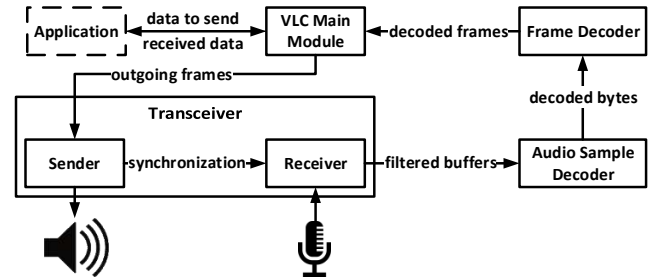 Application
data to send
received data
VLC Main
Module
decoded frames
Frame Decoder
outgoing frames
decoded bytes
Transceiver
Sender
synchronization
Receiver
filtered buffers
Audio Sample
Decoder